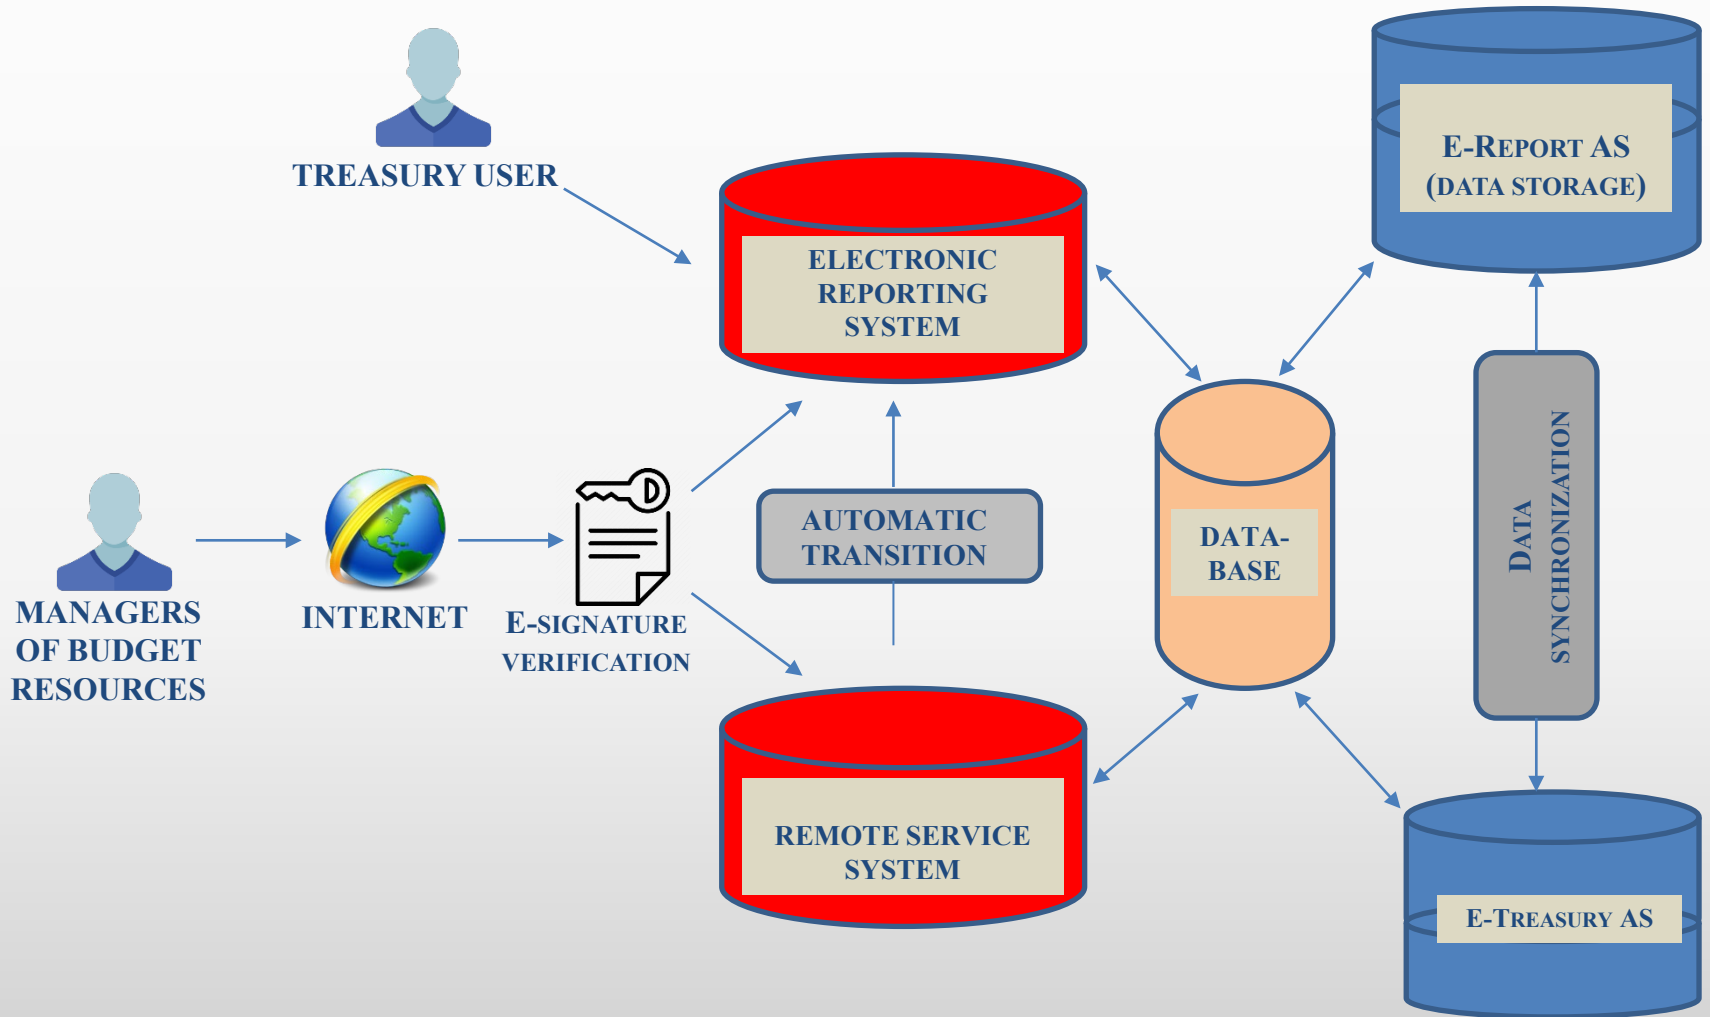 TREASURY USER
ELECTRONIC
REPORTING
SYSTEM
E-REPORT AS
(DATA STORAGE)
MANAGERS
OF BUDGET
RESOURCES
INTERNET
E-SIGNATURE
VERIFICATION
AUTOMATIC
TRANSITION
DATA-
BASE
DATA
SYNCHRONIZATION
REMOTE SERVICE
SYSTEM
E-TREASURY AS